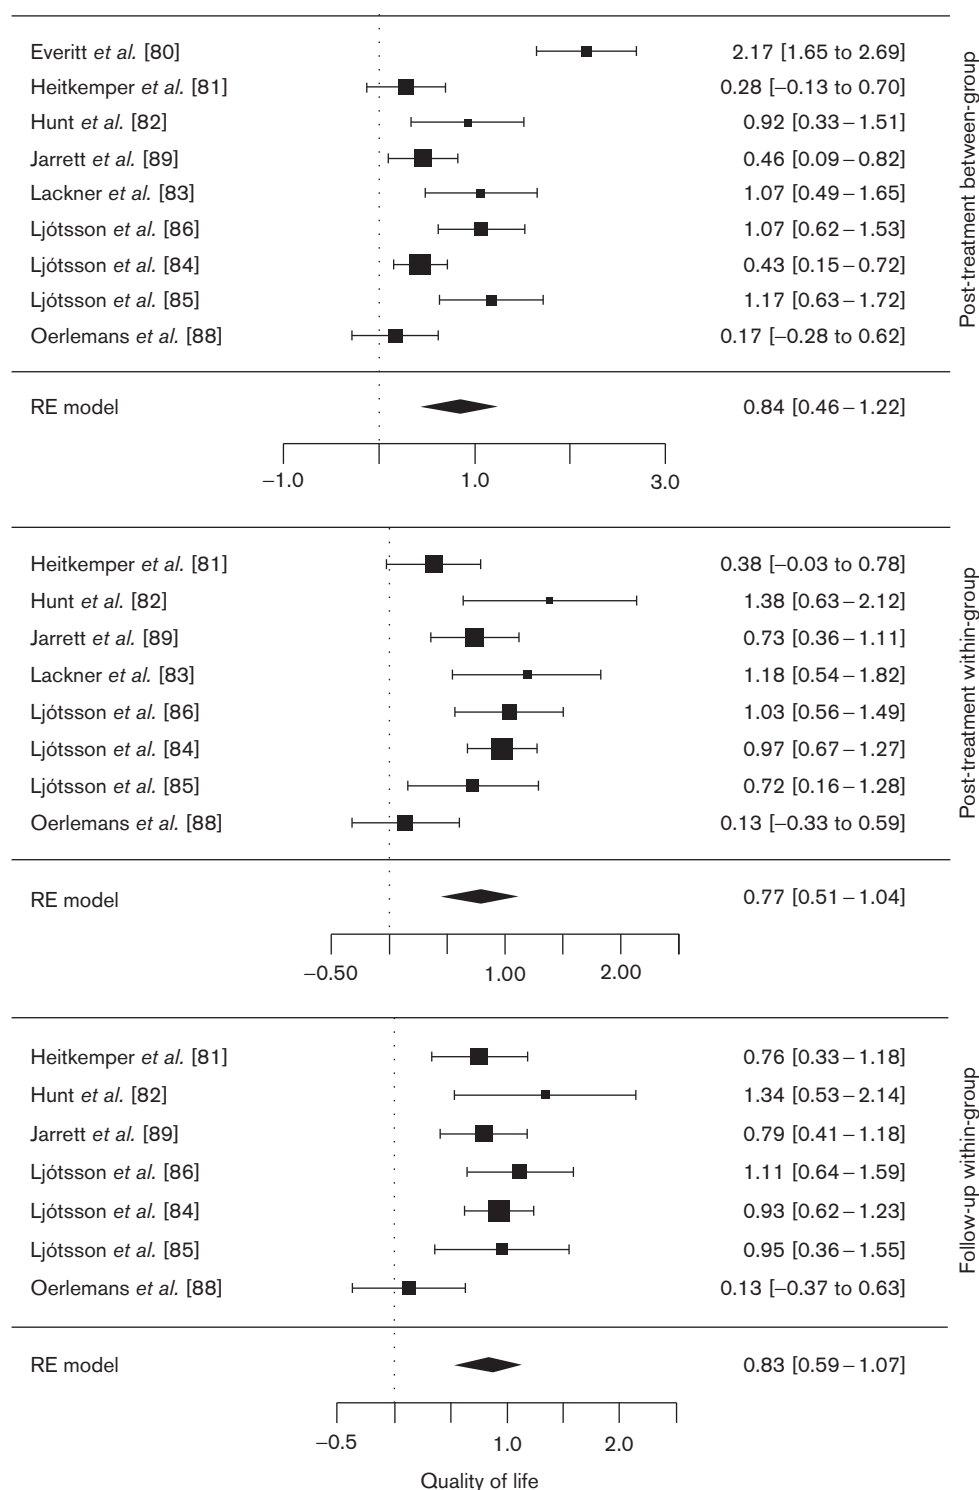 Everitt et al. [80] 2.17 [1.65 to 2.69]
Heitkemper et al. [81] 0.28 [–0.13 to 0.70]
Hunt et al. [82] 0.92 [0.33 – 1.51]
Jarrett et al. [89] 0.46 [0.09 – 0.82]
Lackner et al. [83] 1.07 [0.49 – 1.65]
Ljótsson et al. [86] 1.07 [0.62 – 1.53]
Ljótsson et al. [84] 0.43 [0.15 – 0.72]
Ljótsson et al. [85] 1.17 [0.63 – 1.72]
Oerlemans et al. [88] 0.17 [–0.28 to 0.62]
Post-treatment between-group
RE model 0.84 [0.46 – 1.22]
–1.0 1.0 3.0
Heitkemper et al. [81] 0.38 [–0.03 to 0.78]
Hunt et al. [82] 1.38 [0.63 – 2.12]
Jarrett et al. [89] 0.73 [0.36 – 1.11]
Lackner et al. [83] 1.18 [0.54 – 1.82]
Ljótsson et al. [86] 1.03 [0.56 – 1.49]
Ljótsson et al. [84] 0.97 [0.67 – 1.27]
Ljótsson et al. [85] 0.72 [0.16 – 1.28]
Oerlemans et al. [88] 0.13 [–0.33 to 0.59]
Post-treatment within-group
RE model 0.77 [0.51 – 1.04]
–0.50 1.00 2.00
Heitkemper et al. [81] 0.76 [0.33 – 1.18]
Hunt et al. [82] 1.34 [0.53 – 2.14]
Jarrett et al. [89] 0.79 [0.41 – 1.18]
Ljótsson et al. [86] 1.11 [0.64 – 1.59]
Ljótsson et al. [84] 0.93 [0.62 – 1.23]
Ljótsson et al. [85] 0.95 [0.36 – 1.55]
Oerlemans et al. [88] 0.13 [–0.37 to 0.63]
Follow-up within-group
RE model 0.83 [0.59 – 1.07]
–0.5 1.0 2.0
Quality of life